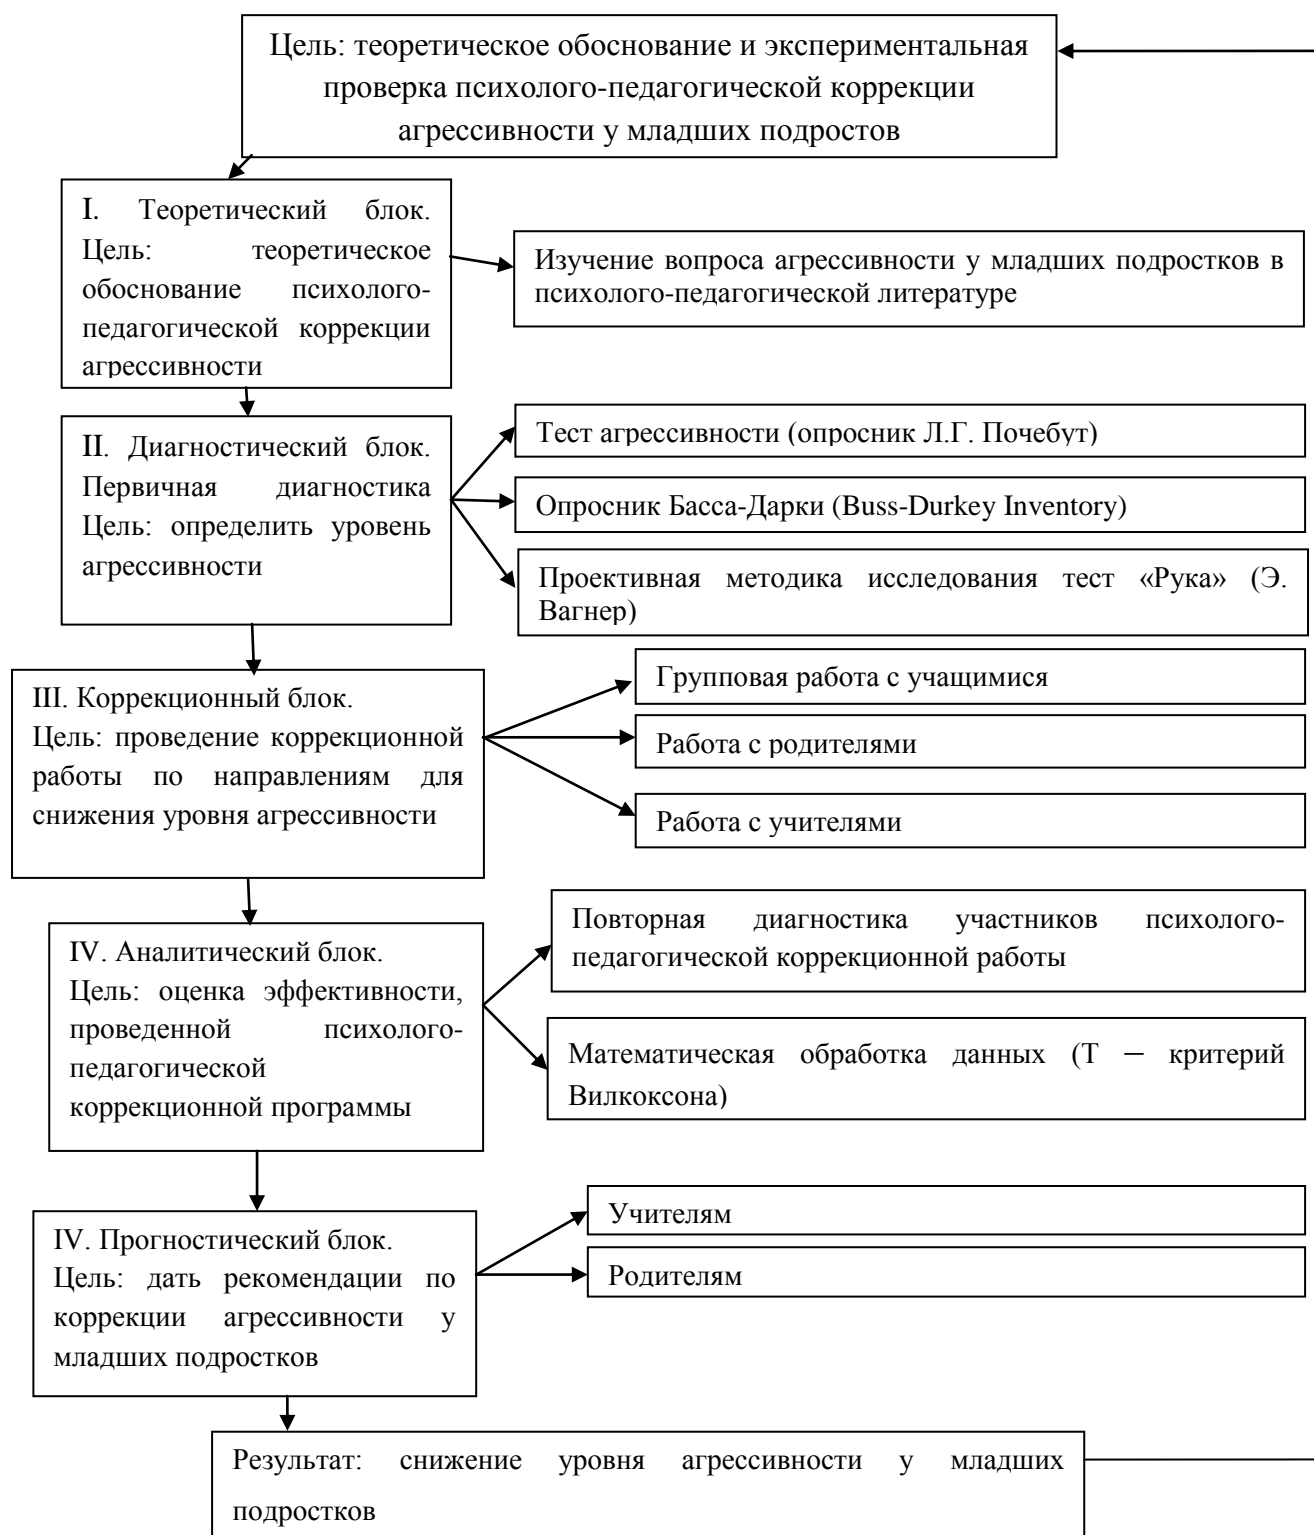 Цель: теоретическое обоснование и экспериментальная
проверка психолого-педагогической коррекции
агрессивности у младших подростов
I. Теоретический блок.
Цель: теоретическое
обоснование психолого-
педагогической коррекции
агрессивности
Изучение вопроса агрессивности у младших подростков в
психолого-педагогической литературе
II. Диагностический блок.
Первичная диагностика
Цель: определить уровень
агрессивности
Тест агрессивности (опросник Л.Г. Почебут)
Опросник Басса-Дарки (Buss-Durkey Inventory)
Проективная методика исследования тест «Рука» (Э.
Вагнер)
III. Коррекционный блок.
Цель: проведение коррекционной
работы по направлениям для
снижения уровня агрессивности
Групповая работа с учащимися
Работа с родителями
Работа с учителями
IV. Аналитический блок.
Цель: оценка эффективности,
проведенной психолого-
педагогической
коррекционной программы
Повторная диагностика участников психолого-
педагогической коррекционной работы
Математическая обработка данных (Т – критерий
Вилкоксона)
IV. Прогностический блок.
Цель: дать рекомендации по
коррекции агрессивности у
младших подростков
Учителям
Родителям
Результат: снижение уровня агрессивности у младших
подростков